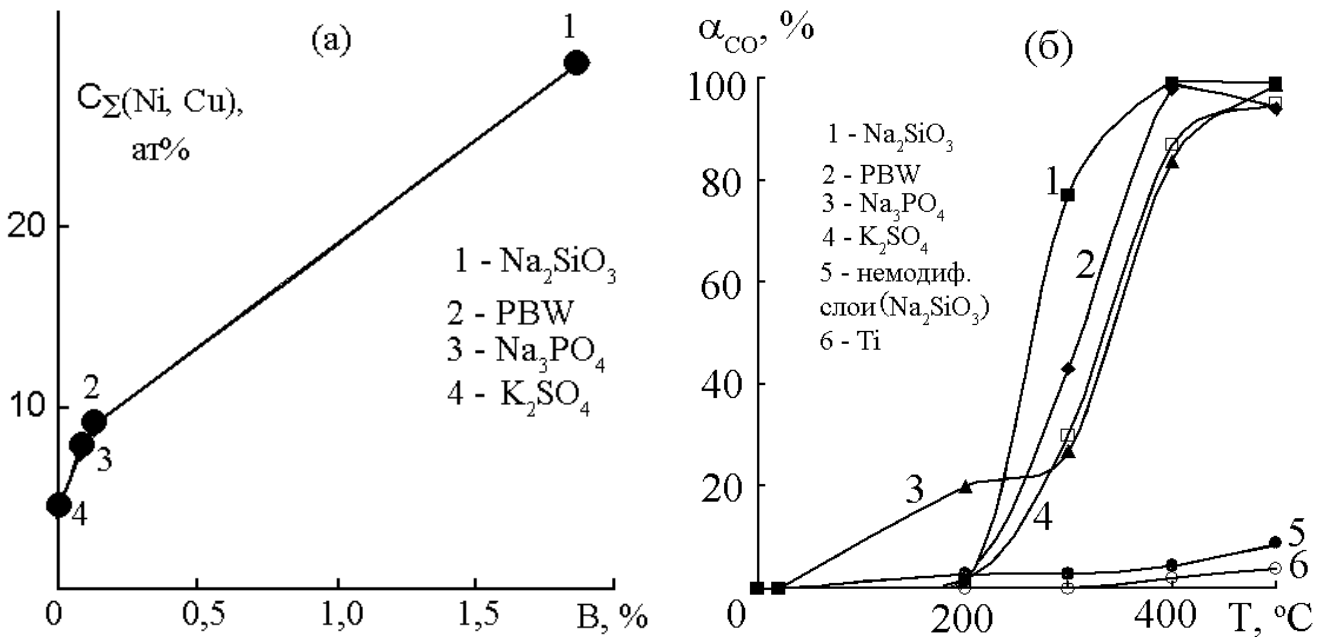 (а)
C_Σ(Ni, Cu),
ат%
20
10
1
2
3
4
1 - Na₂SiO₃
2 - PBW
3 - Na₃PO₄
4 - K₂SO₄
0 0,5 1,0 1,5 B, %
α_CO, %
(б)
100
80
60
40
20
1 - Na₂SiO₃
2 - PBW
3 - Na₃PO₄
4 - K₂SO₄
5 - немодиф.
слои (Na₂SiO₃)
6 - Ti
1
2
3
4
5
6
0 200 400 T, °C